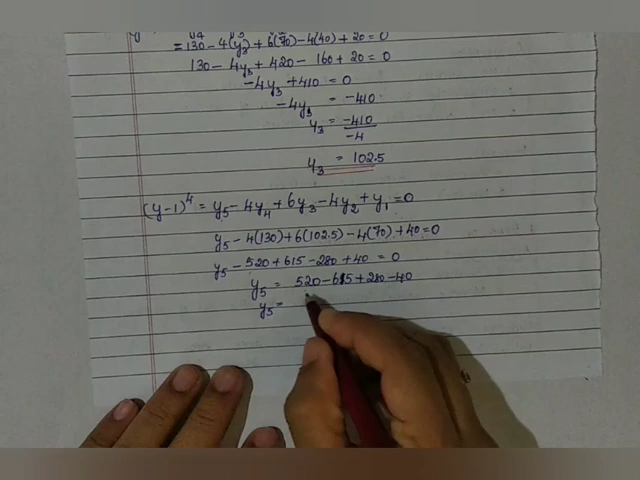 y4 y3
= 130 - 4(y3) + 6(70) - 4(40) + 20 = 0
130 - 4y3 + 420 - 160 + 20 = 0
-4y3 + 410 = 0
-4y3 = -410
y3 = -410/-4
y3 = 102.5
(y-1)^4 = y5 - 4y4 + 6y3 - 4y2 + y1 = 0
y5 - 4(130) + 6(102.5) - 4(70) + 40 = 0
y5 - 520 + 615 - 280 + 40 = 0
y5 = 520 - 615 + 280 - 40
y5 =